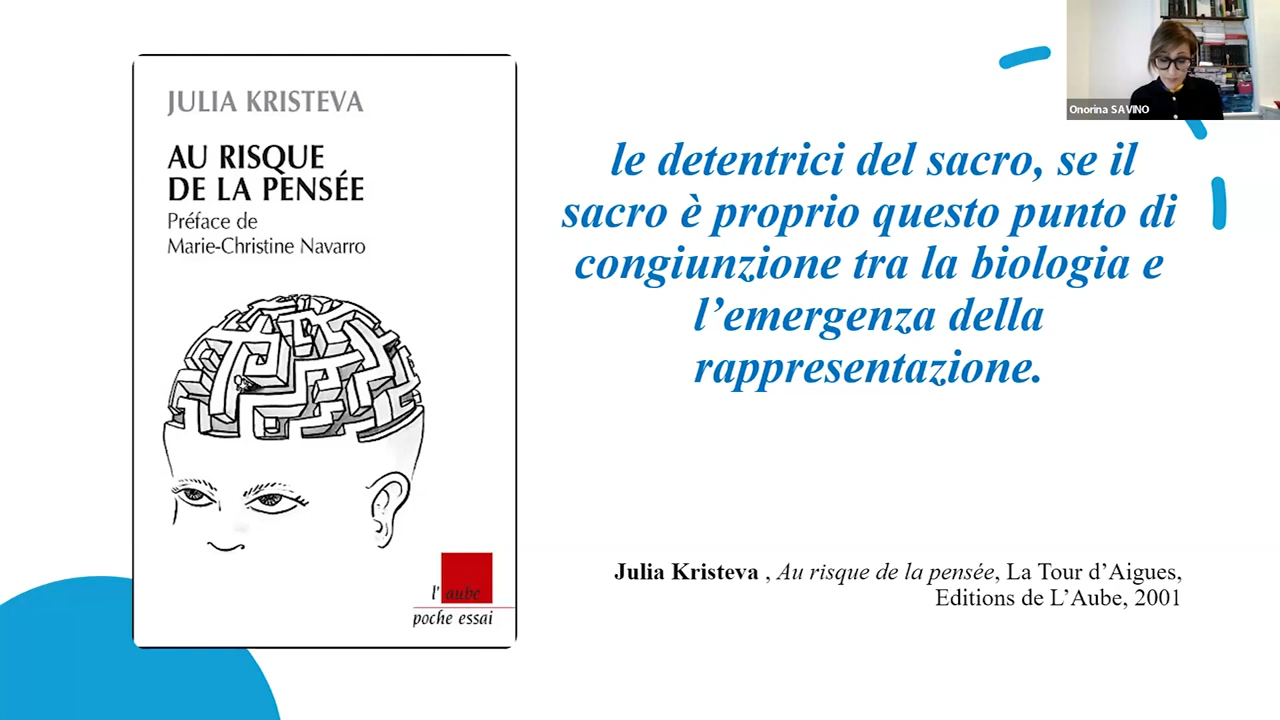 JULIA KRISTEVA
AU RISQUE
DE LA PENSÉE
Préface de
Marie-Christine Navarro
l' aube
poche essai
Onorina SAVINO
le detentrici del sacro, se il
sacro è proprio questo punto di
congiunzione tra la biologia e
l’emergenza della
rappresentazione.
Julia Kristeva , Au risque de la pensée, La Tour d’Aigues,
Editions de L’Aube, 2001